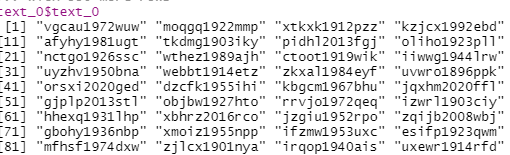 text_0$text_0
[1] "vgcau1972wuw" "moqgq1922mmp" "xtkxk1912pzz" "kzjcx1992ebd"
[11] "afyhy1981ugt" "tkdmg1903iky" "pidhl2013fgj" "oliho1923pll"
[21] "nctgo1926ssc" "wthez1989ajh" "ctoot1919wik" "iiwwg1944lrw"
[31] "uyzhv1950bna" "webbt1914etz" "zkxal1984eyf" "uvwro1896ppk"
[41] "orsxi2020ged" "dzcfk1955ihi" "kbgcm1967bhu" "jqxhm2020ffl"
[51] "gjplp2013stl" "objbw1927hto" "rrvjo1972qeq" "izwrl1903ciy"
[61] "hhexq1931lhp" "xbhrz2016rco" "jzgiu1952rpo" "zqijb2008wbj"
[71] "gbohy1936nbp" "xmoiz1955npp" "ifzmw1953uxc" "esifp1923qwm"
[81] "mfhsf1974dxw" "zjlcx1901nya" "irqop1940ais" "uxewr1914rfd"